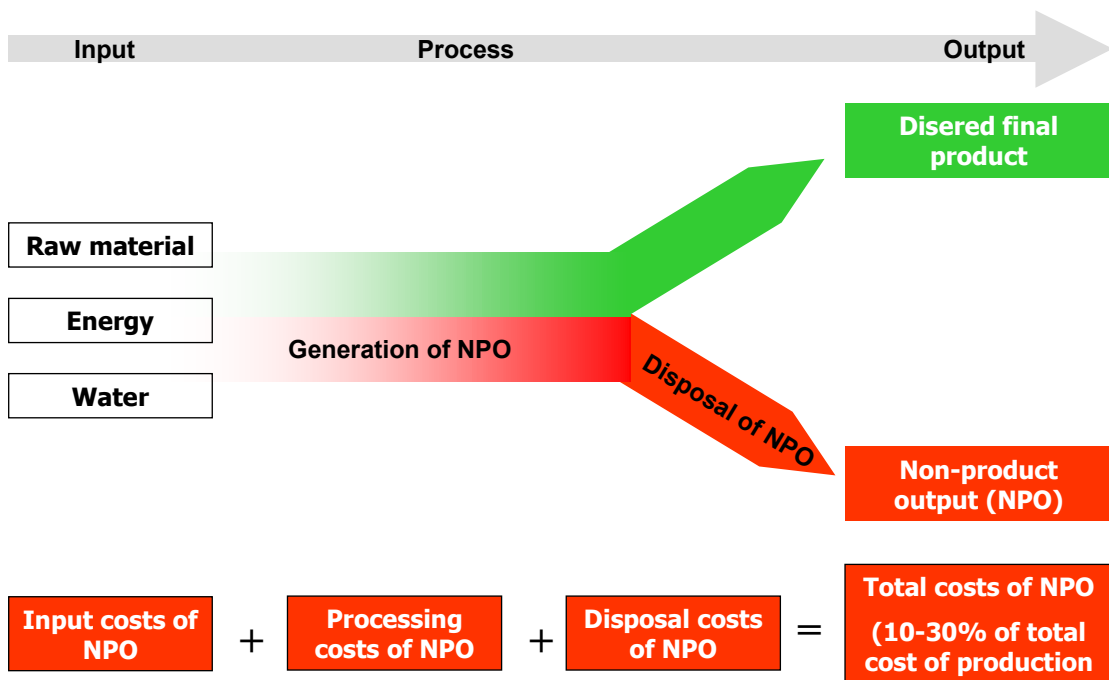 Input
Process
Output
Disered final
product
Raw material
Energy
Water
Generation of NPO
Disposal of NPO
Non-product
output (NPO)
Input costs of
NPO
+
Processing
costs of NPO
+
Disposal costs
of NPO
=
Total costs of NPO
(10-30% of total
cost of production